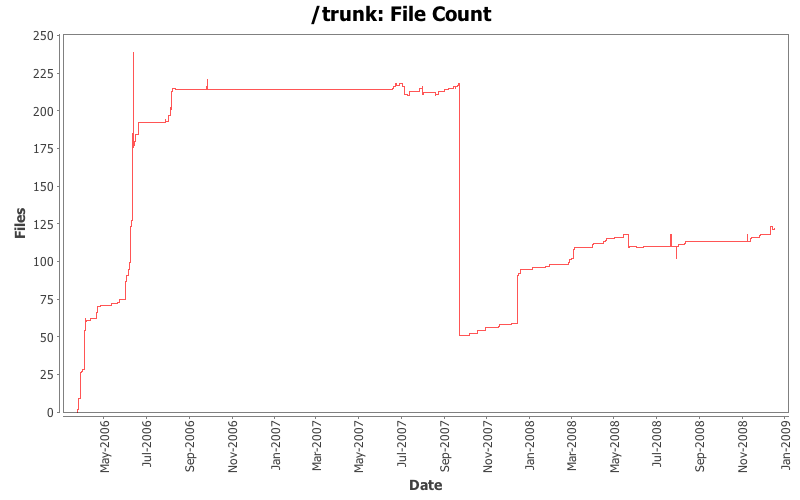 /trunk: File Count
250
225
200
175
150
125
100
75
50
25
0
Files
May-2006
Jul-2006
Sep-2006
Nov-2006
Jan-2007
Mar-2007
May-2007
Jul-2007
Sep-2007
Nov-2007
Jan-2008
Mar-2008
May-2008
Jul-2008
Sep-2008
Nov-2008
Jan-2009
Date